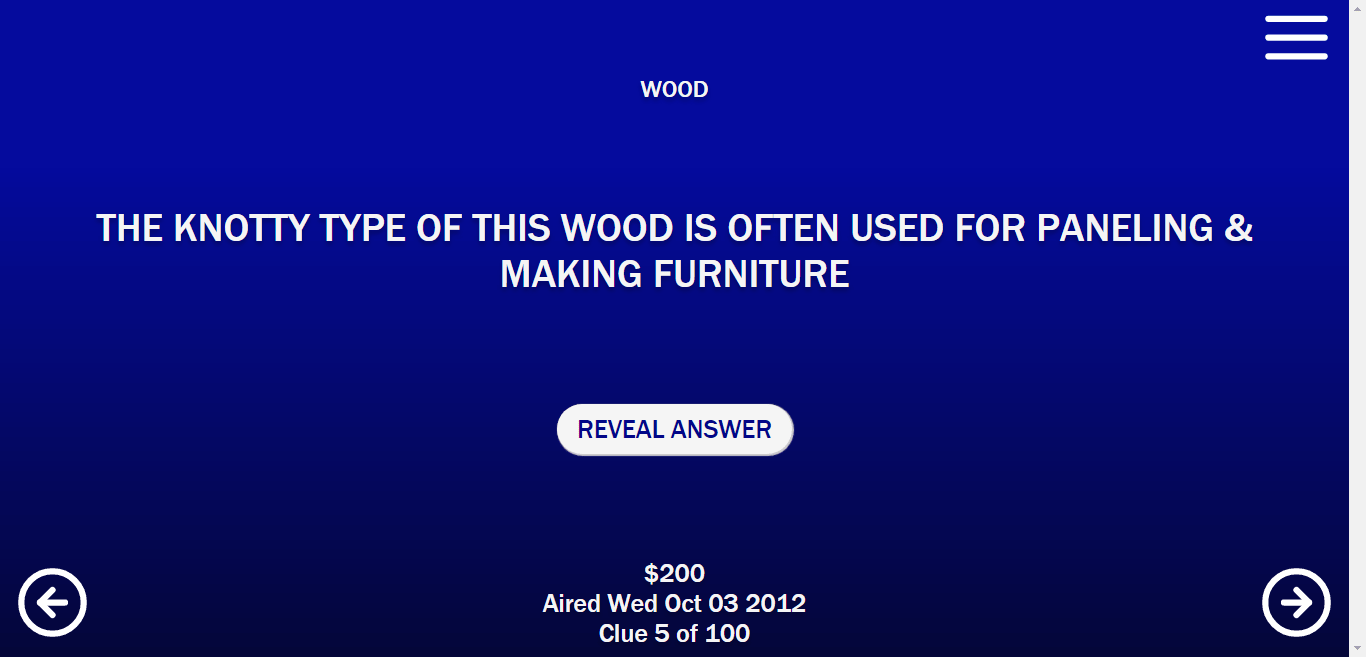 WOOD
THE KNOTTY TYPE OF THIS WOOD IS OFTEN USED FOR PANELING &
MAKING FURNITURE
REVEAL ANSWER
$200
Aired Wed Oct 03 2012
Clue 5 of 100